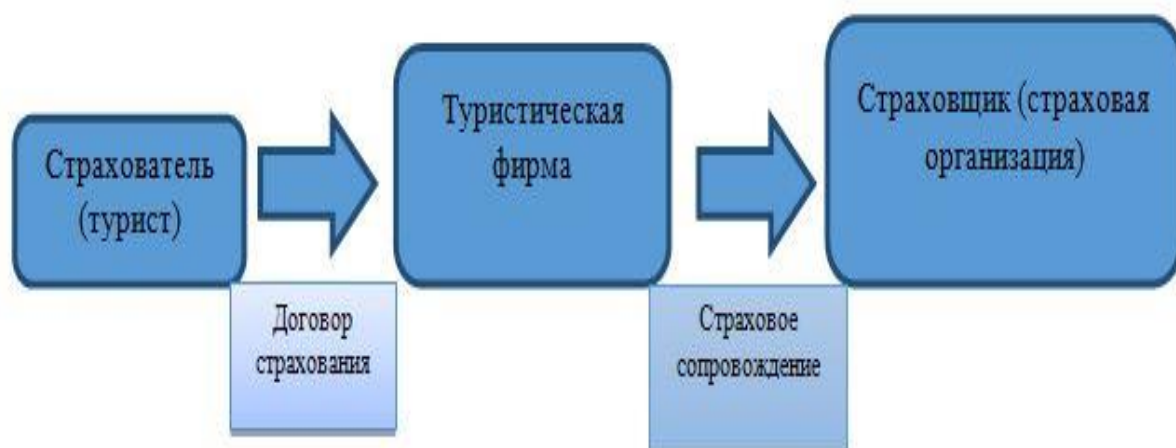 Страхователь
(турист)
Договор
страхования
Туристическая
фирма
Страховое
сопровождение
Страховщик (страховая
организация)